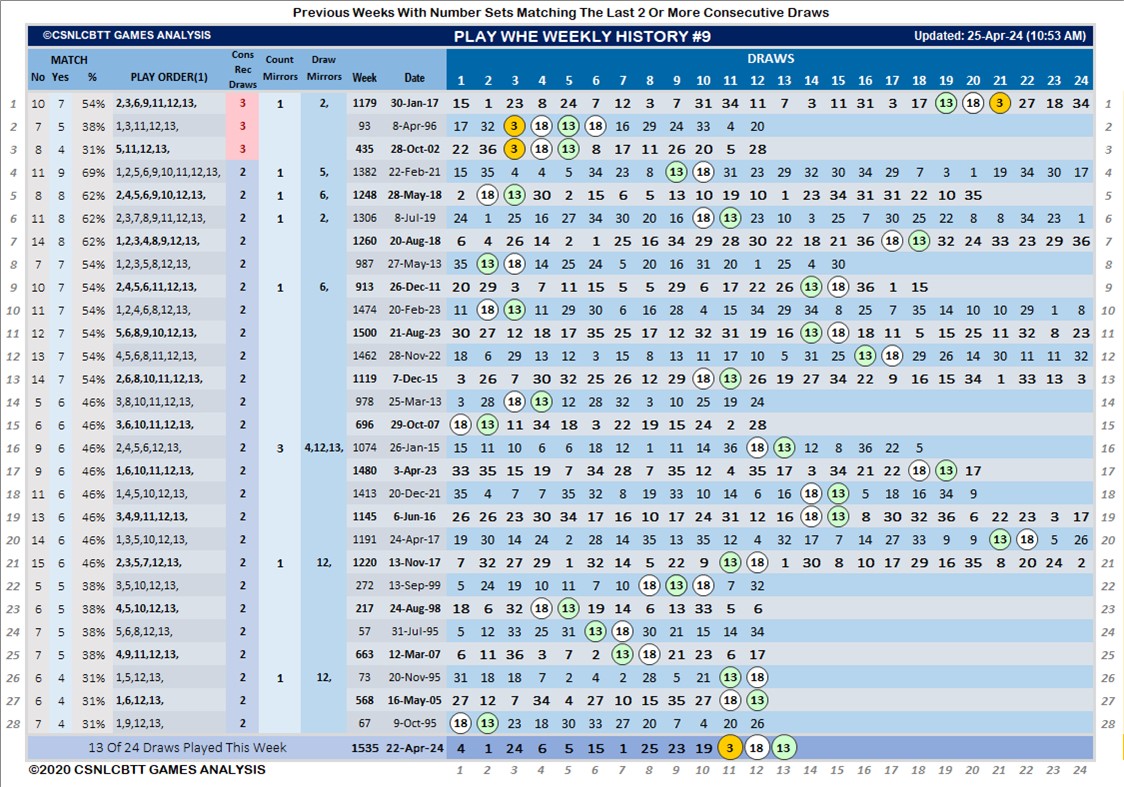 Previous Weeks With Number Sets Matching The Last 2 Or More Consecutive Draws
©CSNLCBTT GAMES ANALYSIS PLAY WHE WEEKLY HISTORY #9 Updated: 25-Apr-24 (10:53 AM)
MATCH Cons Count Draw DRAWS
No Yes % PLAY ORDER(1) Rec Draws Mirrors Mirrors Week Date 1 2 3 4 5 6 7 8 9 10 11 12 13 14 15 16 17 18 19 20 21 22 23 24
1 10 7 54% 2,3,6,9,11,12,13, 3 1 2, 1179 30-Jan-17 15 1 23 8 24 7 12 3 7 31 34 11 7 3 11 31 3 18 17 13 18 3 27 18 34 1
2 7 5 38% 1,3,11,12,13, 3 93 8-Apr-96 17 32 3 18 13 18 16 29 24 33 4 20 2
3 8 4 31% 5,11,12,13, 3 435 28-Oct-02 22 36 3 18 13 8 17 11 26 20 5 28 3
4 11 9 69% 1,2,5,6,9,10,11,12,13, 2 1 5, 1382 22-Feb-21 15 35 4 4 5 34 23 8 13 18 31 23 29 32 30 34 29 7 3 1 19 34 30 17 4
5 8 8 62% 2,4,5,6,9,10,12,13, 2 1 6, 1248 28-May-18 2 18 13 30 2 15 6 5 13 10 19 10 1 23 34 31 31 22 10 35 5
6 11 8 62% 2,3,7,8,9,11,12,13, 2 1 2, 1306 8-Jul-19 24 1 25 16 27 34 30 20 16 18 13 23 10 3 25 7 30 25 22 8 8 34 23 1 6
7 14 8 62% 1,2,3,4,8,9,12,13, 2 1260 20-Aug-18 6 4 26 14 2 1 25 16 34 29 28 30 22 18 21 36 18 13 32 24 33 23 29 36 7
8 7 7 54% 1,2,3,5,8,12,13, 2 987 27-May-13 35 13 18 14 25 24 5 20 16 31 20 1 25 4 30 8
9 10 7 54% 2,4,5,6,11,12,13, 2 1 6, 913 26-Dec-11 20 29 3 7 11 15 5 5 29 6 17 22 26 13 18 36 1 15 9
10 11 7 54% 1,2,4,6,8,12,13, 2 1474 20-Feb-23 11 18 13 11 29 30 6 16 28 4 15 34 29 34 8 25 7 35 14 10 10 29 1 8 10
11 12 7 54% 5,6,8,9,10,12,13, 2 1500 21-Aug-23 30 27 12 18 17 35 25 17 12 32 31 19 16 13 18 18 11 5 15 25 11 32 8 23 11
12 13 7 54% 4,5,6,8,11,12,13, 2 1462 28-Nov-22 18 6 29 13 12 3 15 8 13 11 17 10 5 31 25 13 18 29 26 14 30 11 11 32 12
13 14 7 54% 2,6,8,10,11,12,13, 2 1119 7-Dec-15 3 26 7 30 32 25 26 12 29 18 13 26 19 27 34 22 9 16 15 34 1 33 13 3 13
14 5 6 46% 3,8,10,11,12,13, 2 978 25-Mar-13 3 28 18 13 12 28 32 3 10 25 19 24 14
15 6 6 46% 3,6,10,11,12,13, 2 696 29-Oct-07 18 13 11 34 18 3 22 19 15 24 2 28 15
16 9 6 46% 2,4,5,6,12,13, 2 3 4,12,13, 1074 26-Jan-15 15 11 10 6 6 18 12 1 11 14 36 18 13 12 8 16 36 22 5 16
17 9 6 46% 1,6,10,11,12,13, 2 1480 3-Apr-23 33 35 15 19 7 34 28 7 35 12 4 35 17 3 34 21 22 18 13 17 17
18 11 6 46% 1,4,5,10,12,13, 2 1413 20-Dec-21 35 4 7 7 35 32 8 19 33 10 14 6 16 18 13 5 18 16 34 9 18
19 13 6 46% 3,4,9,11,12,13, 2 1145 6-Jun-16 26 26 23 30 34 17 16 10 17 24 31 12 14 18 13 8 30 32 36 6 22 23 3 17 19
20 14 6 46% 1,3,5,10,12,13, 2 1191 24-Apr-17 19 30 14 24 2 28 14 35 13 35 12 4 32 17 7 14 27 33 9 9 13 18 5 26 20
21 15 6 46% 2,3,5,7,12,13, 2 1 12, 1220 13-Nov-17 7 32 27 29 1 32 14 5 22 9 13 18 1 30 8 10 17 29 16 35 8 20 24 2 21
22 5 5 38% 3,5,10,12,13, 2 272 13-Sep-99 5 24 19 10 11 7 10 18 13 18 7 32 22
23 6 5 38% 4,5,10,12,13, 2 217 24-Aug-98 18 6 32 18 13 19 14 6 13 33 5 6 23
24 7 5 38% 5,6,8,12,13, 2 57 31-Jul-95 5 12 33 25 31 13 18 30 21 15 14 34 24
25 7 5 38% 4,9,11,12,13, 2 663 12-Mar-07 6 11 36 3 7 2 13 18 21 23 6 17 25
26 6 4 31% 1,5,12,13, 2 1 12, 73 20-Nov-95 31 18 18 7 2 4 2 28 5 21 13 18 26
27 6 4 31% 1,6,12,13, 2 568 16-May-05 27 12 7 34 4 27 10 15 35 27 18 13 27
28 7 4 31% 1,9,12,13, 2 67 9-Oct-95 18 13 23 18 30 33 27 20 7 4 20 26 28
13 Of 24 Draws Played This Week 1535 22-Apr-24 4 1 24 6 5 15 1 25 23 19 3 18 13
©2020 CSNLCBTT GAMES ANALYSIS 1 2 3 4 5 6 7 8 9 10 11 12 13 14 15 16 17 18 19 20 21 22 23 24